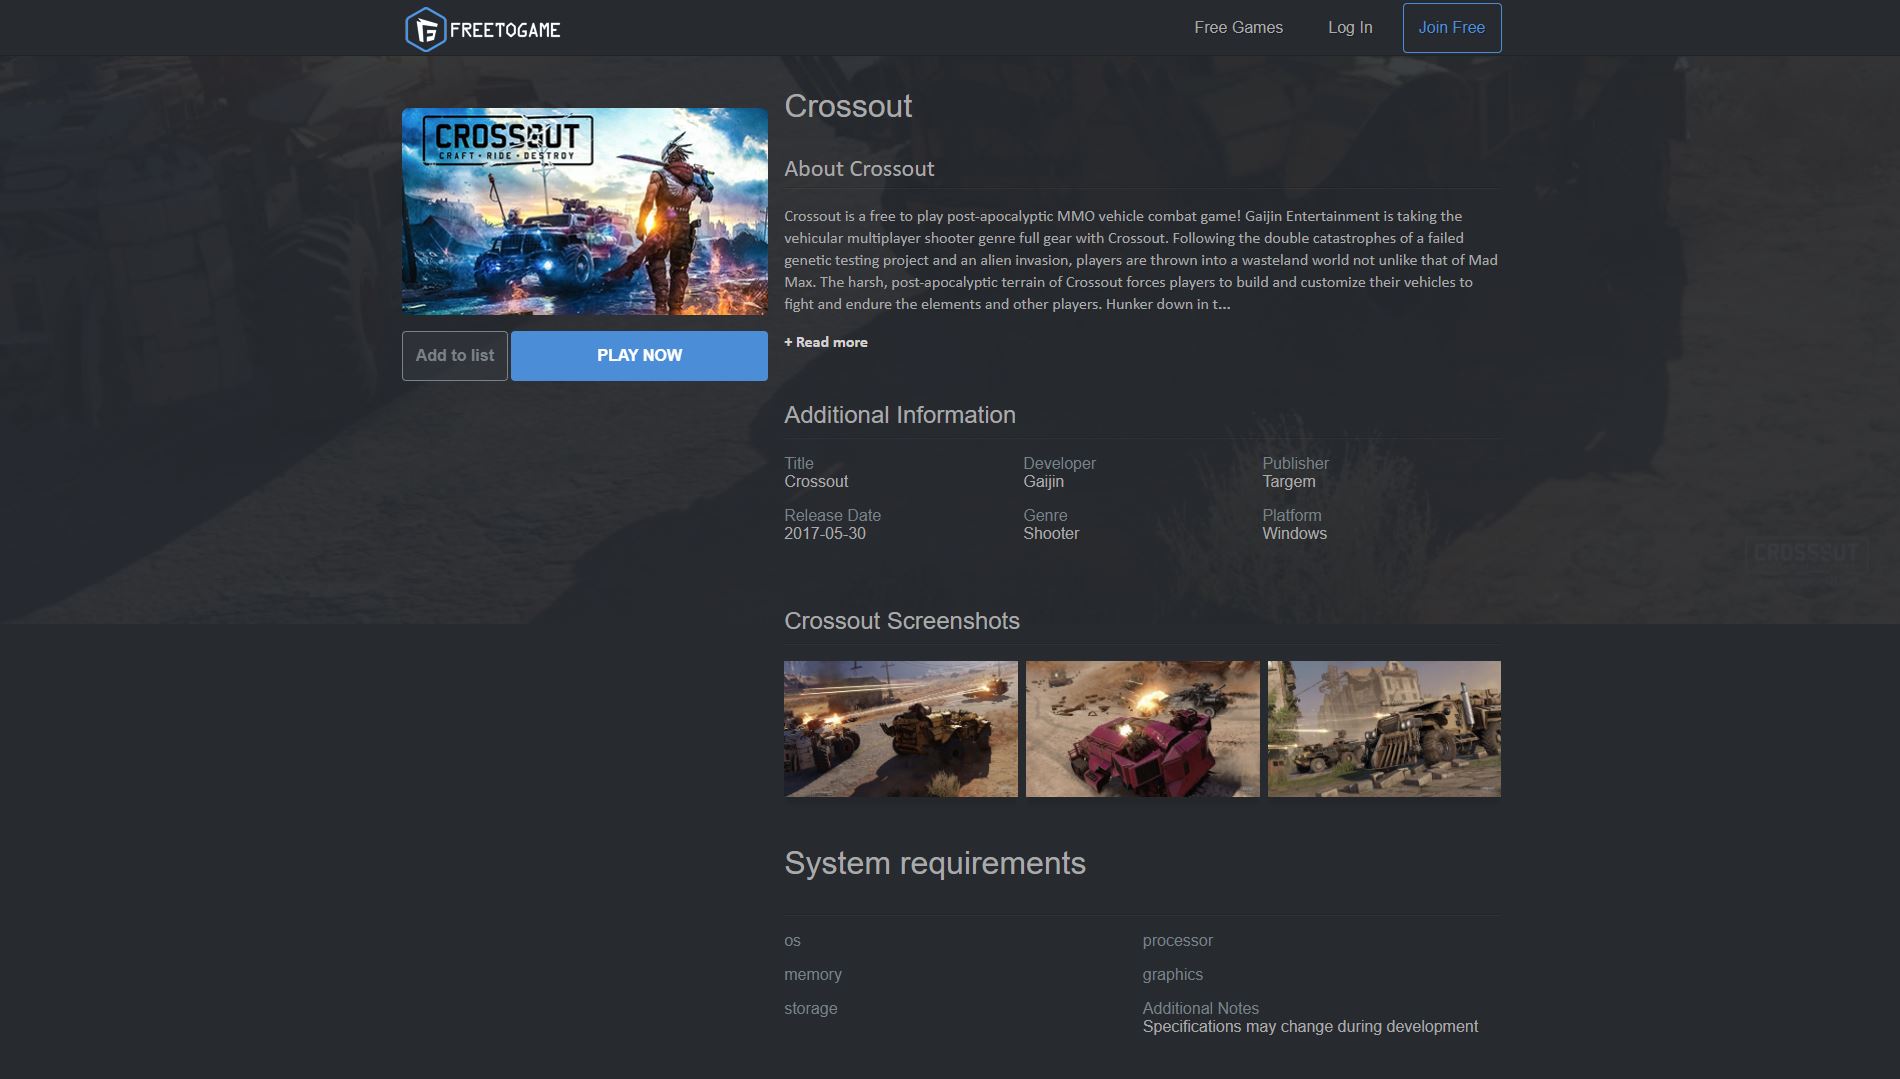 FREETOGAME
Free Games
Log In
Join Free
CROSSOUT
CRAFT • RIDE • DESTROY
Add to list
PLAY NOW
Crossout
About Crossout
Crossout is a free to play post-apocalyptic MMO vehicle combat game! Gaijin Entertainment is taking the
vehicular multiplayer shooter genre full gear with Crossout. Following the double catastrophes of a failed
genetic testing project and an alien invasion, players are thrown into a wasteland world not unlike that of Mad
Max. The harsh, post-apocalyptic terrain of Crossout forces players to build and customize their vehicles to
fight and endure the elements and other players. Hunker down in t...
+ Read more
Additional Information
Title
Crossout
Developer
Gaijin
Publisher
Targem
Release Date
2017-05-30
Genre
Shooter
Platform
Windows
CROSSOUT
Crossout Screenshots
System requirements
os
processor
memory
graphics
storage
Additional Notes
Specifications may change during development